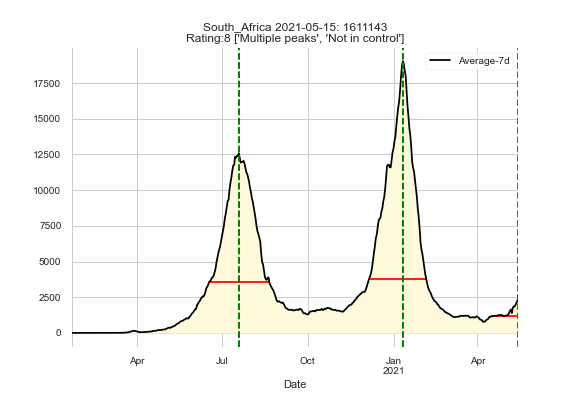 South_Africa 2021-05-15: 1611143
Rating:8 ['Multiple peaks', 'Not in control']
Average-7d
17500
15000
12500
10000
7500
5000
2500
0
Apr Jul Oct Jan Apr
2021
Date